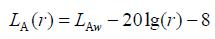 L_A(r) = L_Aw − 20lg(r) − 8